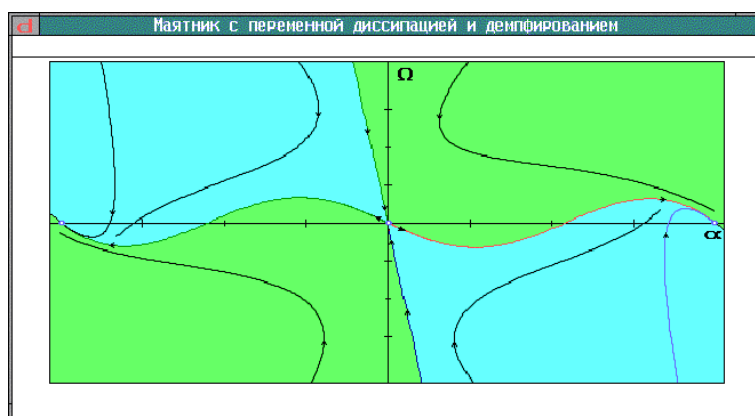 d Маятник с переменной диссипацией и демпфированием
Ω
α